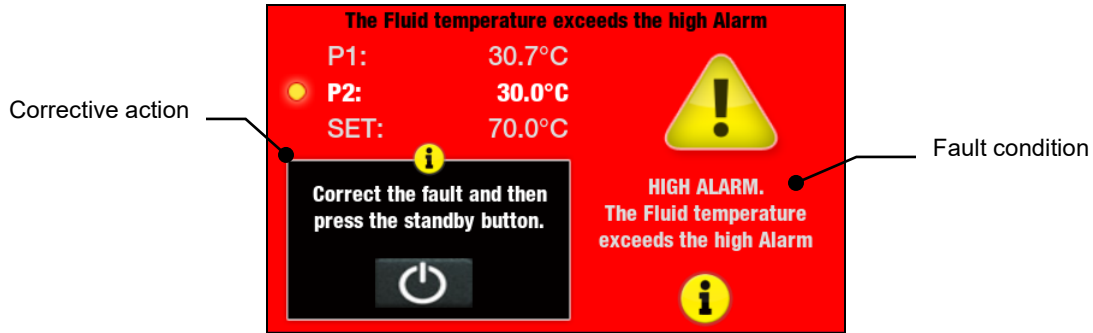 The Fluid temperature exceeds the high Alarm
P1: 30.7°C
P2: 30.0°C
SET: 70.0°C
Corrective action
Correct the fault and then
press the standby button.
Fault condition
HIGH ALARM.
The Fluid temperature
exceeds the high Alarm